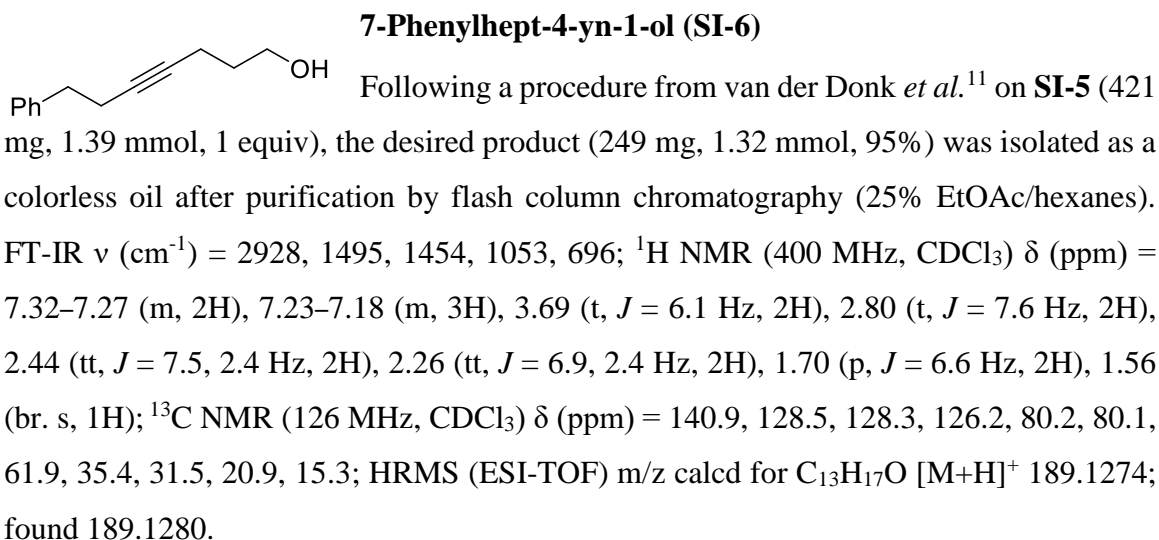 7-Phenylhept-4-yn-1-ol (SI-6)
OH
Ph
Following a procedure from van der Donk et al.¹¹ on SI-5 (421
mg, 1.39 mmol, 1 equiv), the desired product (249 mg, 1.32 mmol, 95%) was isolated as a
colorless oil after purification by flash column chromatography (25% EtOAc/hexanes).
FT-IR ν (cm⁻¹) = 2928, 1495, 1454, 1053, 696; ¹H NMR (400 MHz, CDCl₃) δ (ppm) =
7.32–7.27 (m, 2H), 7.23–7.18 (m, 3H), 3.69 (t, J = 6.1 Hz, 2H), 2.80 (t, J = 7.6 Hz, 2H),
2.44 (tt, J = 7.5, 2.4 Hz, 2H), 2.26 (tt, J = 6.9, 2.4 Hz, 2H), 1.70 (p, J = 6.6 Hz, 2H), 1.56
(br. s, 1H); ¹³C NMR (126 MHz, CDCl₃) δ (ppm) = 140.9, 128.5, 128.3, 126.2, 80.2, 80.1,
61.9, 35.4, 31.5, 20.9, 15.3; HRMS (ESI-TOF) m/z calcd for C₁₃H₁₇O [M+H]⁺ 189.1274;
found 189.1280.